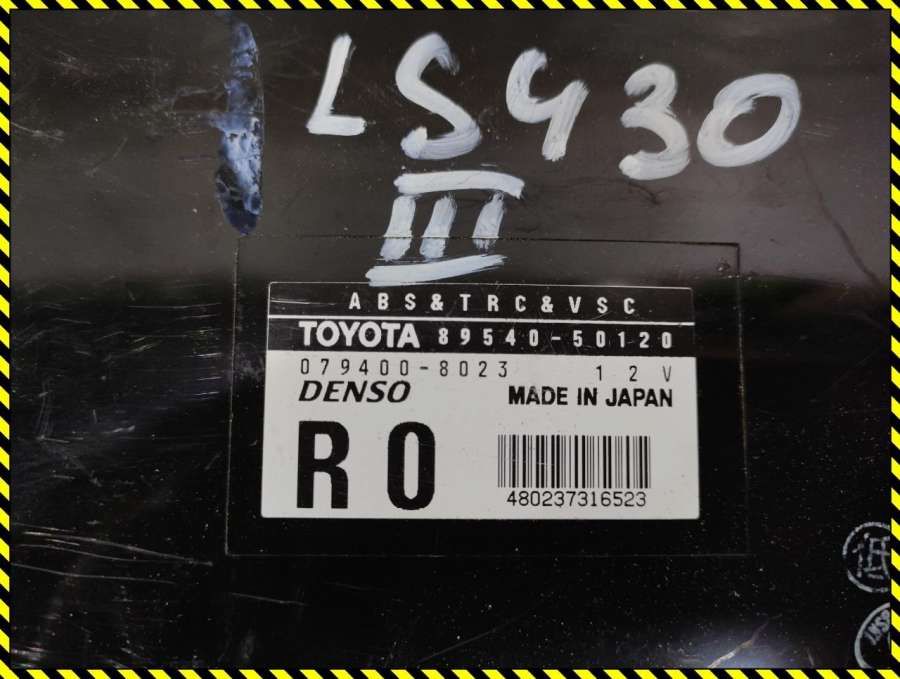 LS430
III
ABS&TRC&VSC
TOYOTA 89540-50120
079400-8023 12V
DENSO MADE IN JAPAN
R0
480237316523